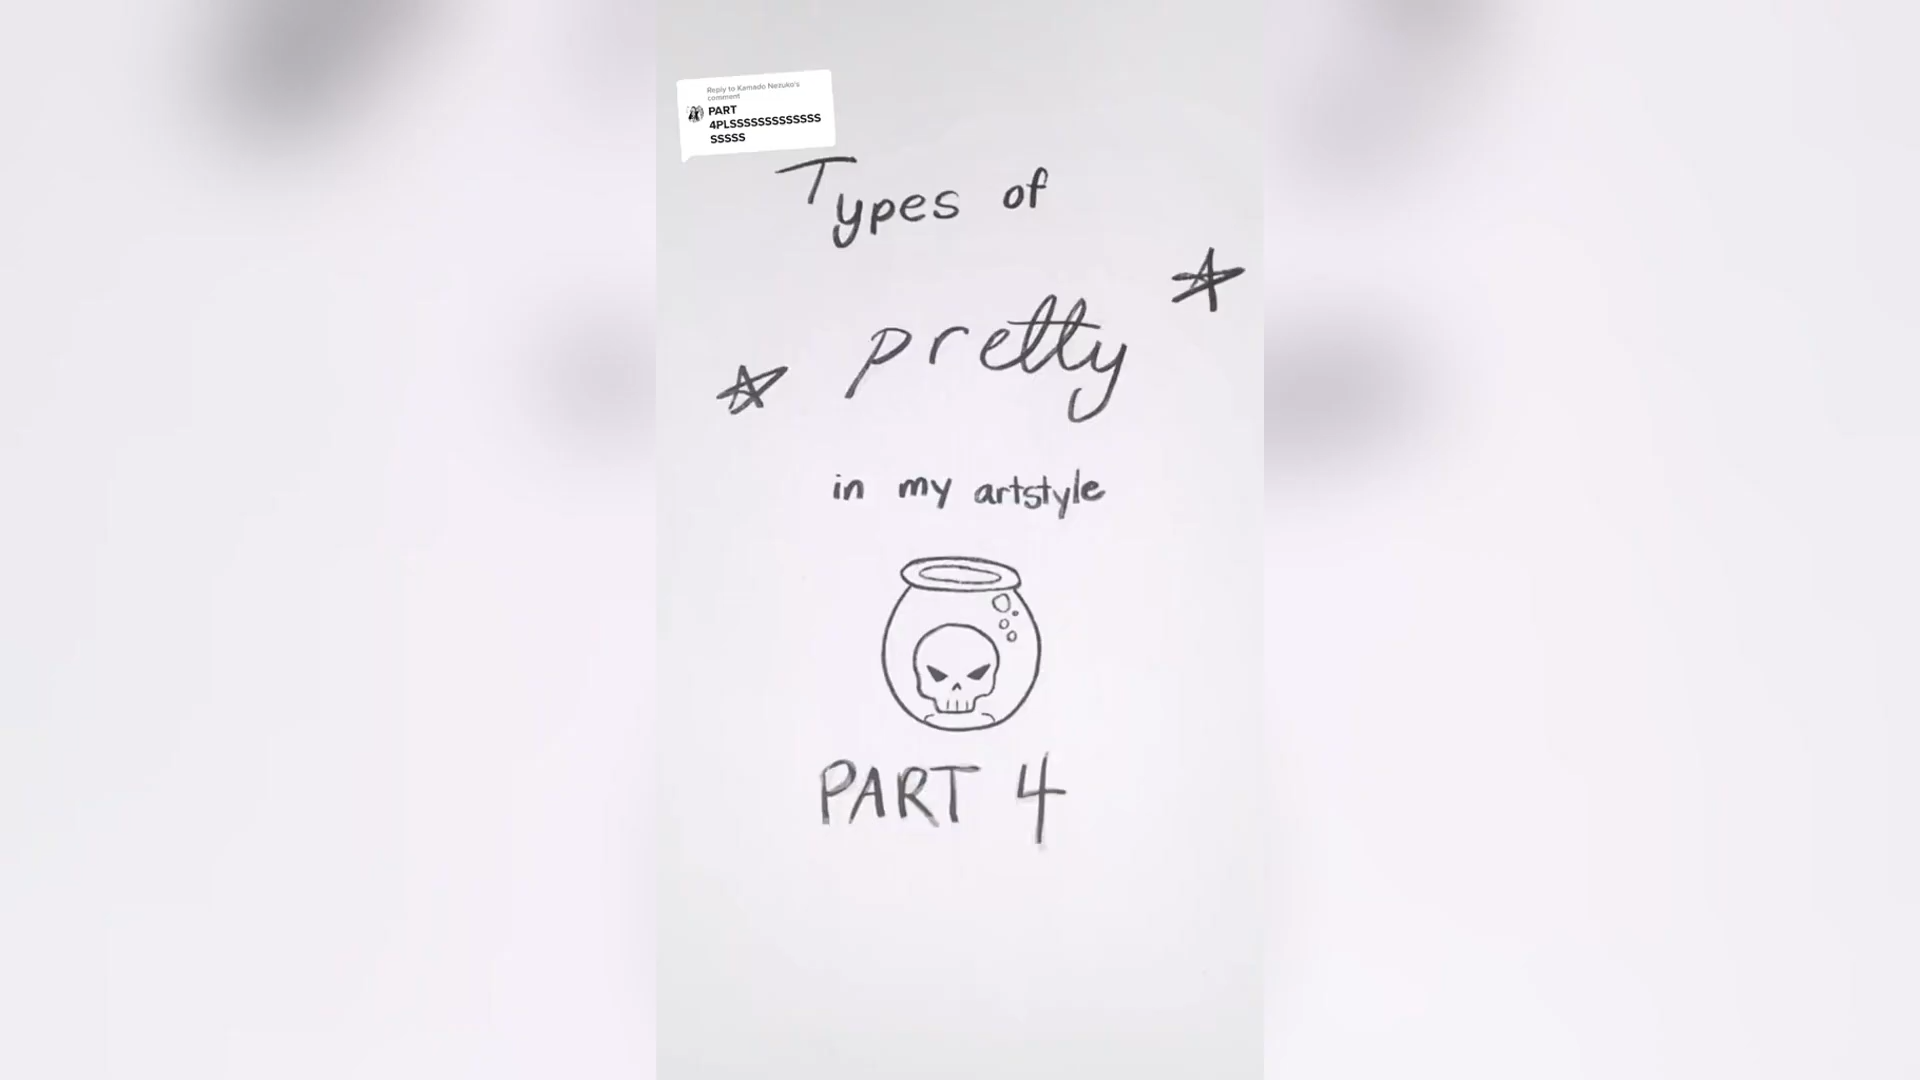 Reply to Kamado Nezuko's
comment
PART
4PLSSSSSSSSSSSSS
SSSSS
Types of
pretty
in my artstyle
PART 4